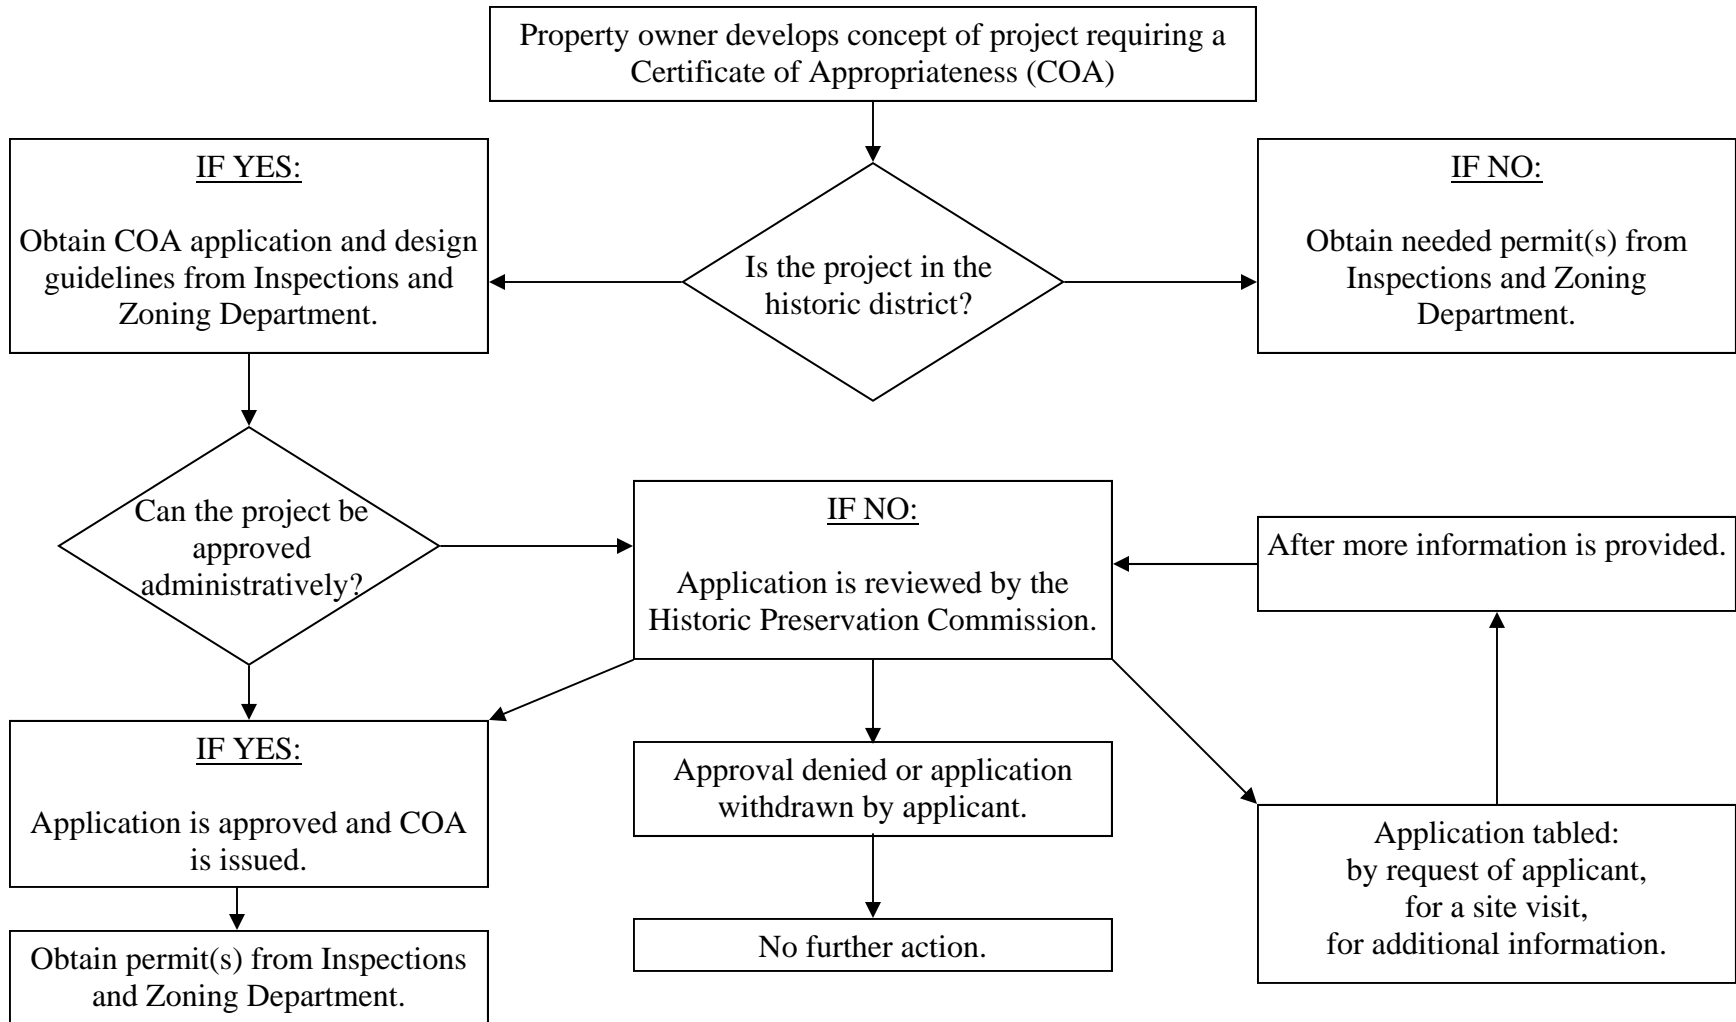 Property owner develops concept of project requiring a
Certificate of Appropriateness (COA)
IF YES:
Obtain COA application and design
guidelines from Inspections and
Zoning Department.
Is the project in the
historic district?
IF NO:
Obtain needed permit(s) from
Inspections and Zoning
Department.
Can the project be
approved
administratively?
IF NO:
Application is reviewed by the
Historic Preservation Commission.
After more information is provided.
IF YES:
Application is approved and COA
is issued.
Approval denied or application
withdrawn by applicant.
Application tabled:
by request of applicant,
for a site visit,
for additional information.
Obtain permit(s) from Inspections
and Zoning Department.
No further action.